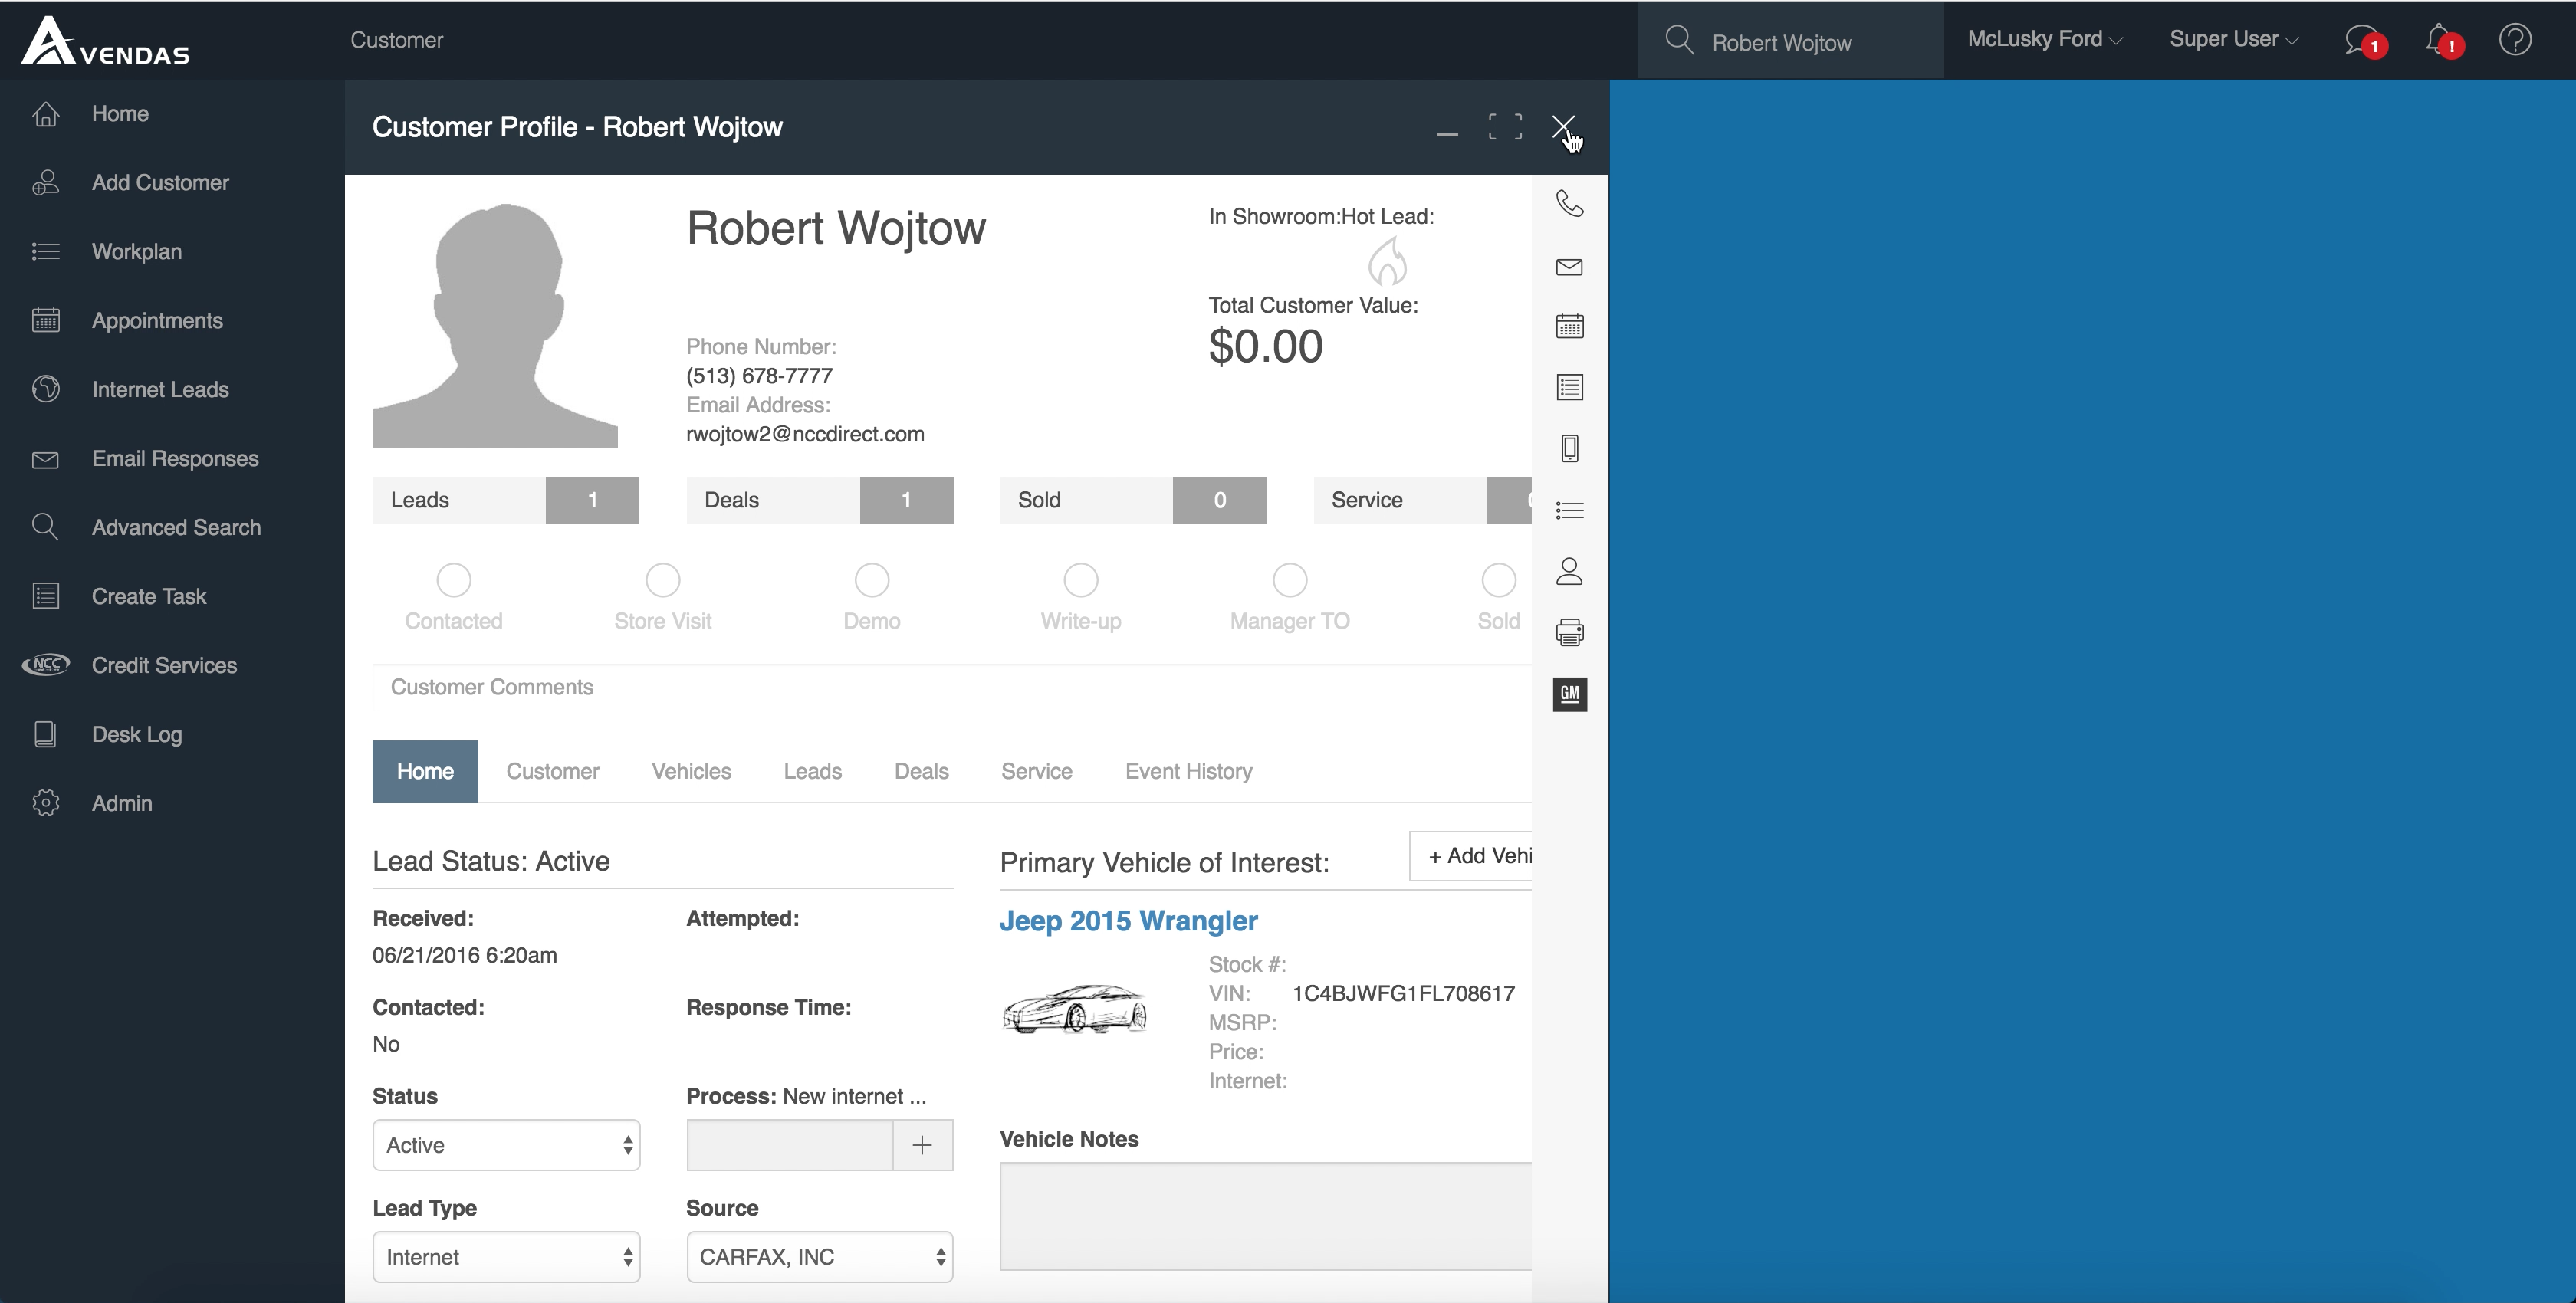 AVENDAS
Customer
Robert Wojtow
McLusky Ford
Super User
1
!
?
Home
Add Customer
Workplan
Appointments
Internet Leads
Email Responses
Advanced Search
Create Task
NCC Credit Services
Desk Log
Admin
Customer Profile - Robert Wojtow
Robert Wojtow
In Showroom:Hot Lead:
Total Customer Value:
$0.00
Phone Number:
(513) 678-7777
Email Address:
rwojtow2@nccdirect.com
Leads 1
Deals 1
Sold 0
Service
Contacted
Store Visit
Demo
Write-up
Manager TO
Sold
GM
Customer Comments
Home Customer Vehicles Leads Deals Service Event History
Lead Status: Active
Received:
06/21/2016 6:20am
Attempted:
Contacted:
No
Response Time:
Status
Active
Process: New internet ...
+
Lead Type
Internet
Source
CARFAX, INC
Primary Vehicle of Interest:
+ Add Vehi
Jeep 2015 Wrangler
Stock #:
VIN: 1C4BJWFG1FL708617
MSRP:
Price:
Internet:
Vehicle Notes